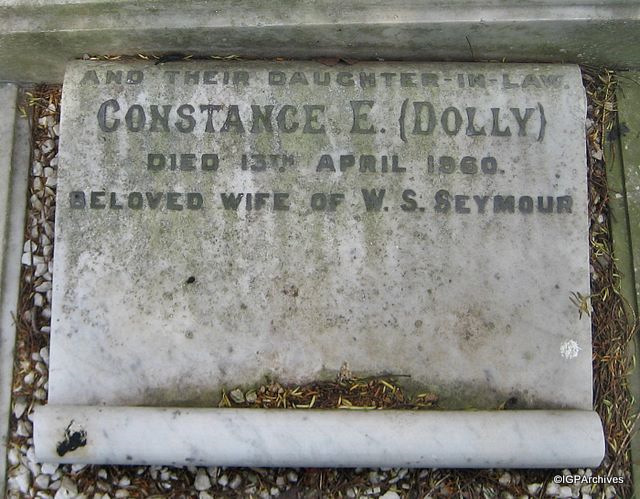 AND THEIR DAUGHTER-IN-LAW.
CONSTANCE E. (DOLLY)
DIED 13TH APRIL 1960.
BELOVED WIFE OF W. S. SEYMOUR
©IGPArchives